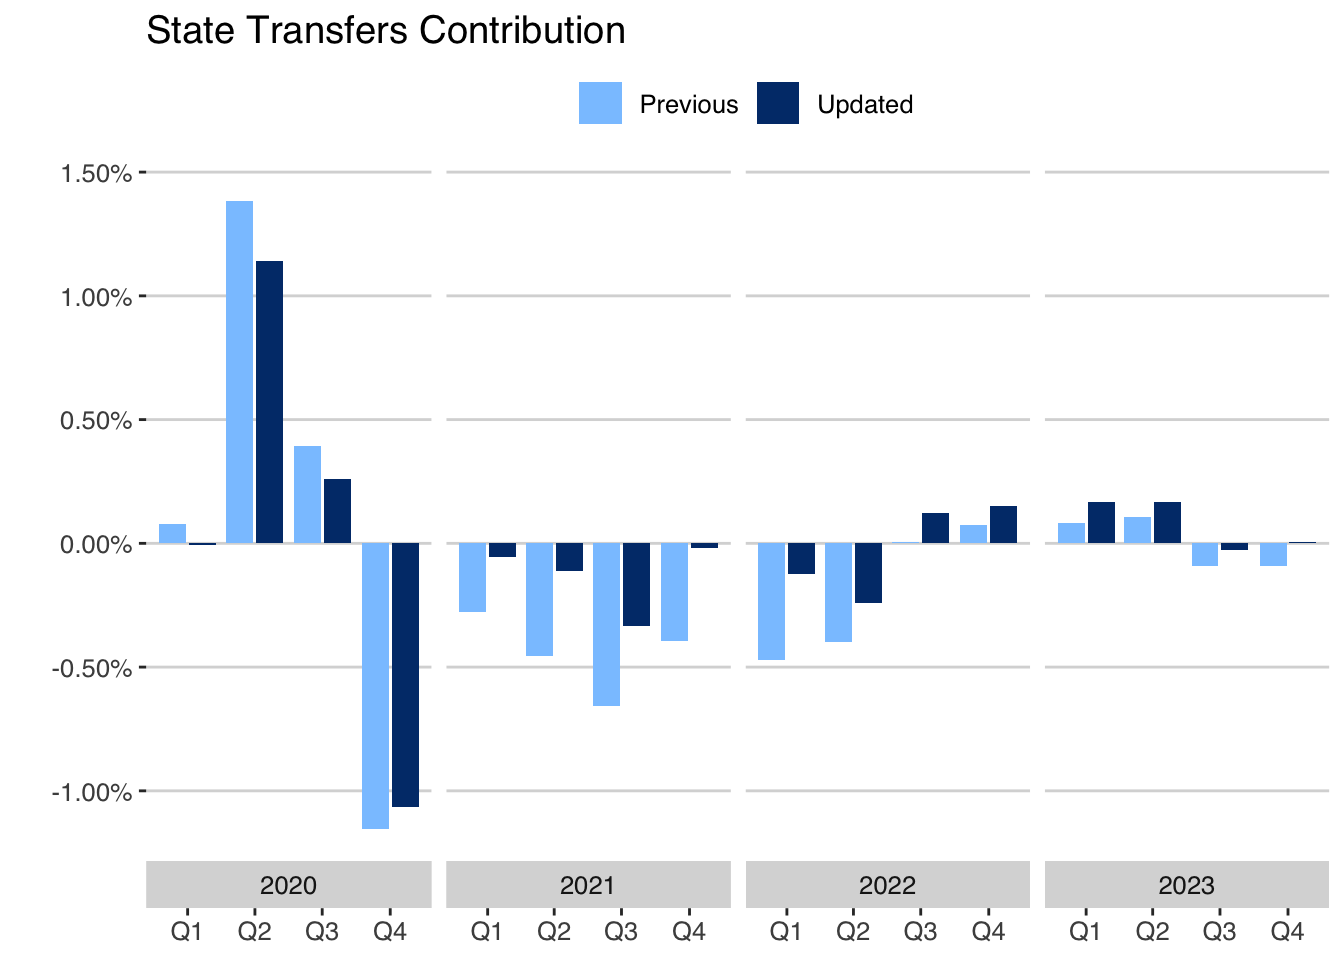 State Transfers Contribution
Previous Updated
1.50%
1.00%
0.50%
0.00%
-0.50%
-1.00%
2020 2021 2022 2023
Q1 Q2 Q3 Q4 Q1 Q2 Q3 Q4 Q1 Q2 Q3 Q4 Q1 Q2 Q3 Q4